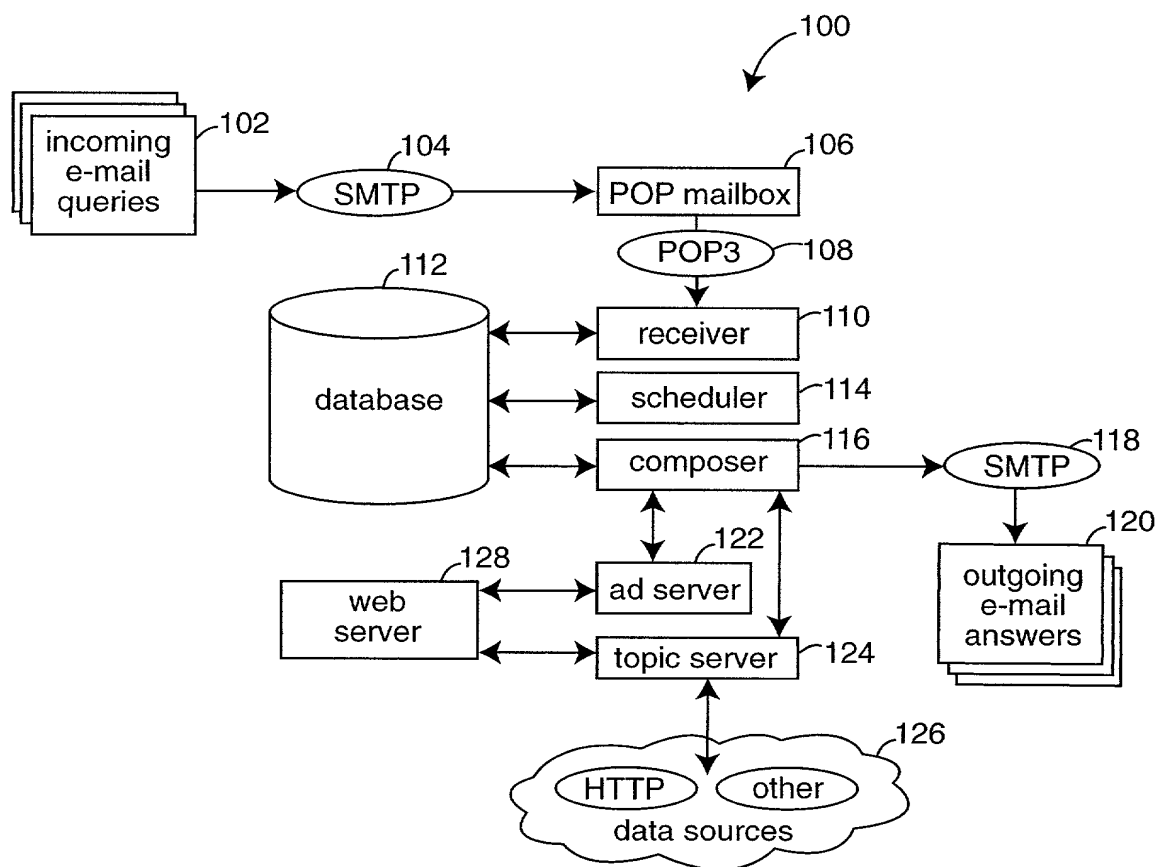 100
102
incoming
e-mail
queries
104
SMTP
106
POP mailbox
POP3
108
112
database
receiver
110
scheduler
114
composer
116
SMTP
118
120
outgoing
e-mail
answers
122
ad server
128
web
server
topic server
124
126
HTTP
other
data sources